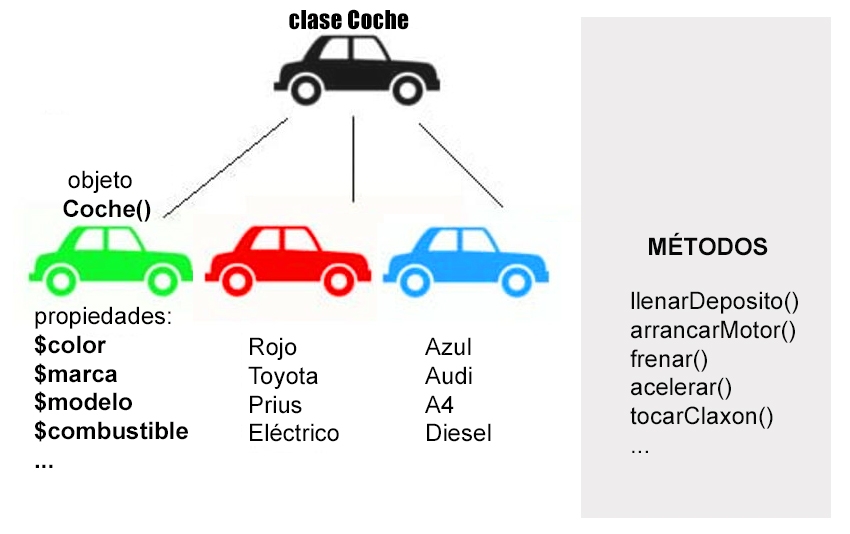 clase Coche
objeto
Coche()
propiedades:
$color
$marca
$modelo
$combustible
...
Rojo
Toyota
Prius
Eléctrico
Azul
Audi
A4
Diesel
MÉTODOS
llenarDeposito()
arrancarMotor()
frenar()
acelerar()
tocarClaxon()
...